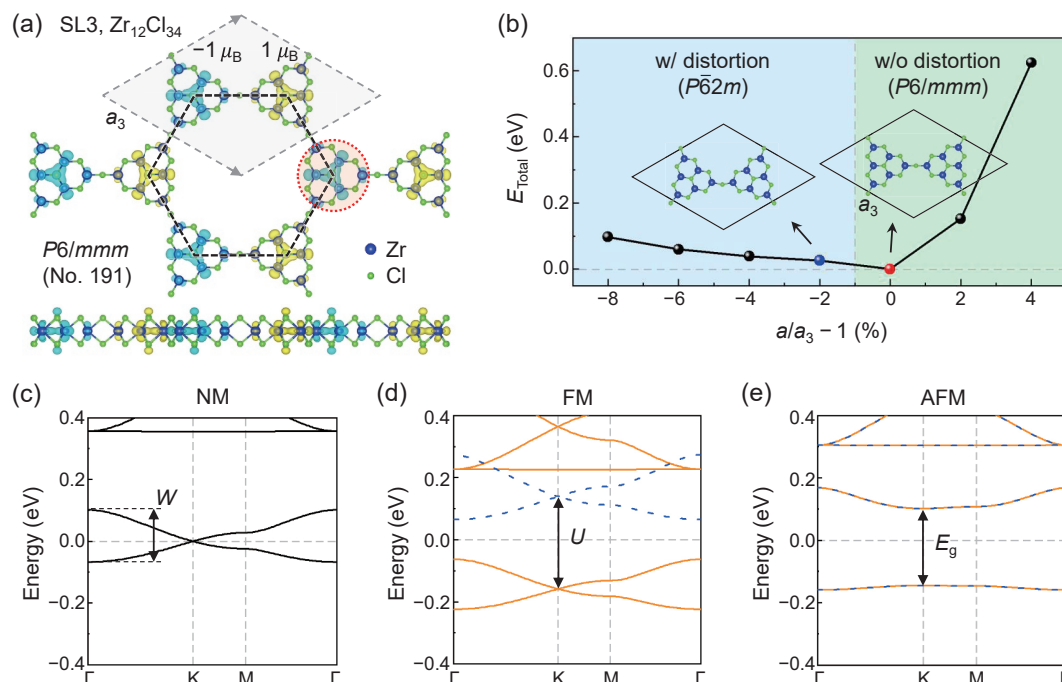 (a) SL3, Zr₁₂Cl₃₄
−1 μB 1 μB
a₃
P6/mmm
(No. 191)
Zr
Cl
(b)
w/ distortion
(P6̅2m)
w/o distortion
(P6/mmm)
a₃
E_Total (eV)
0.6
0.4
0.2
0.0
−8 −6 −4 −2 0 2 4
a/a₃ − 1 (%)
(c) NM
Energy (eV)
0.4
0.2
0.0
−0.2
−0.4
W
Γ K M Γ
(d) FM
Energy (eV)
0.4
0.2
0.0
−0.2
−0.4
U
Γ K M Γ
(e) AFM
Energy (eV)
0.4
0.2
0.0
−0.2
−0.4
E_g
Γ K M